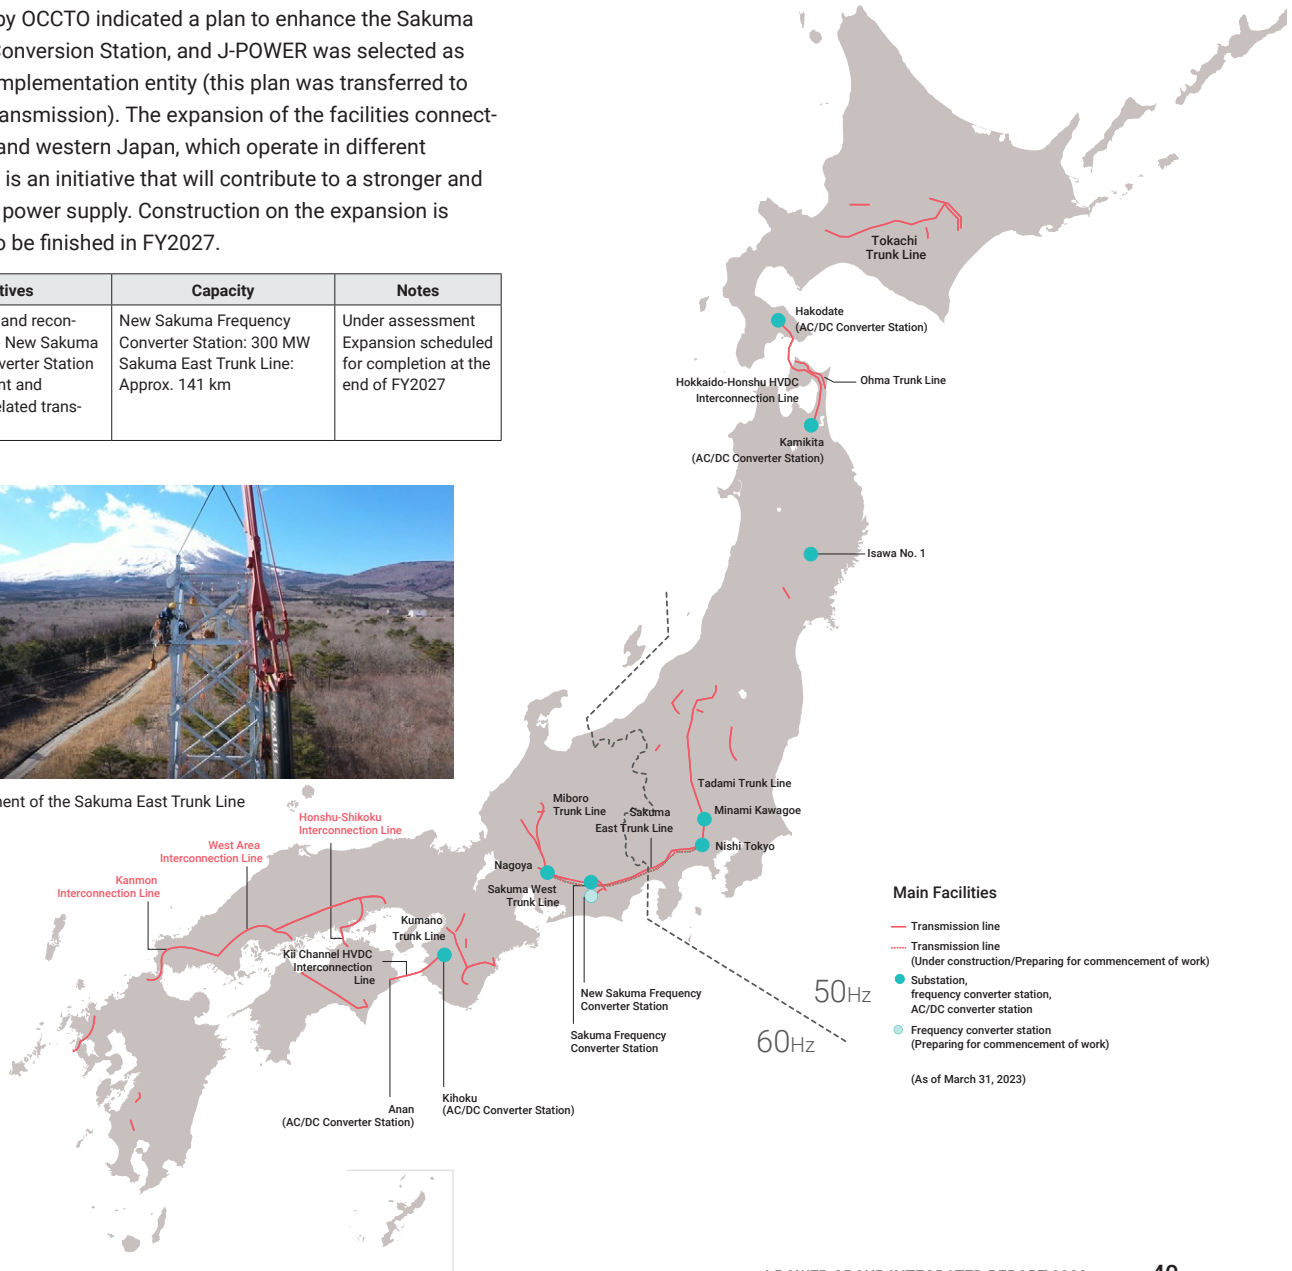 by OCCTO indicated a plan to enhance the Sakuma
Conversion Station, and J-POWER was selected as
implementation entity (this plan was transferred to
ransmission). The expansion of the facilities connect-
and western Japan, which operate in different
is an initiative that will contribute to a stronger and
power supply. Construction on the expansion is
o be finished in FY2027.
tives
Capacity
Notes
and recon-
New Sakuma
verter Station
nt and
elated trans-
New Sakuma Frequency
Converter Station: 300 MW
Sakuma East Trunk Line:
Approx. 141 km
Under assessment
Expansion scheduled
for completion at the
end of FY2027
ment of the Sakuma East Trunk Line
Tokachi
Trunk Line
Hakodate
(AC/DC Converter Station)
Hokkaido-Honshu HVDC
Interconnection Line
Ohma Trunk Line
Kamikita
(AC/DC Converter Station)
Isawa No. 1
Tadami Trunk Line
Minami Kawagoe
Nishi Tokyo
Miboro
Trunk Line
Sakuma
East Trunk Line
Nagoya
Sakuma West
Trunk Line
Honshu-Shikoku
Interconnection Line
West Area
Interconnection Line
Kanmon
Interconnection Line
Kumano
Trunk Line
Kii Channel HVDC
Interconnection
Line
New Sakuma Frequency
Converter Station
Sakuma Frequency
Converter Station
Kihoku
(AC/DC Converter Station)
Anan
(AC/DC Converter Station)
50Hz
60Hz
Main Facilities
Transmission line
Transmission line
(Under construction/Preparing for commencement of work)
Substation,
frequency converter station,
AC/DC converter station
Frequency converter station
(Preparing for commencement of work)
(As of March 31, 2023)